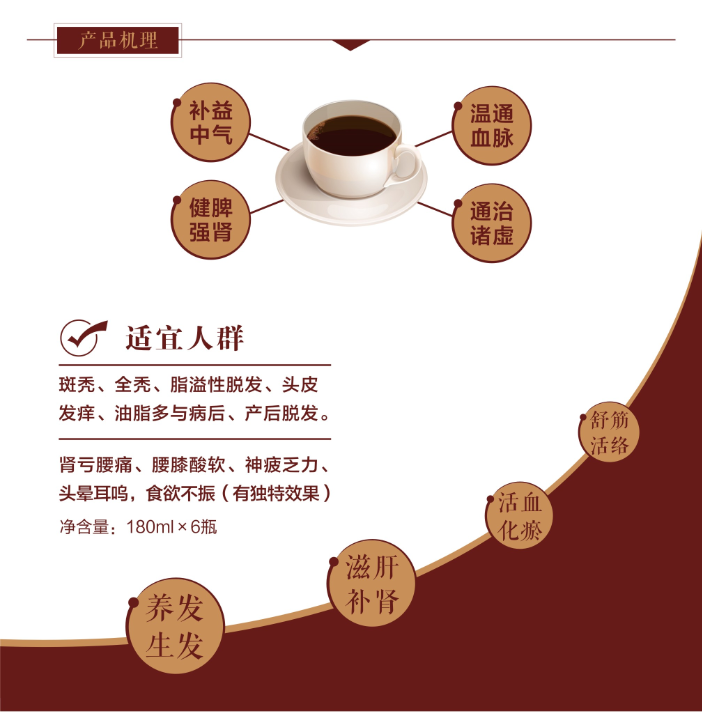 产品机理
补益
中气
温通
血脉
健脾
强肾
通治
诸虚
适宜人群
斑秃、全秃、脂溢性脱发、头皮
发痒、油脂多与病后、产后脱发。
肾亏腰痛、腰膝酸软、神疲乏力、
头晕耳鸣，食欲不振（有独特效果）
净含量：180ml×6瓶
舒筋
活络
活血
化瘀
滋肝
补肾
养发
生发